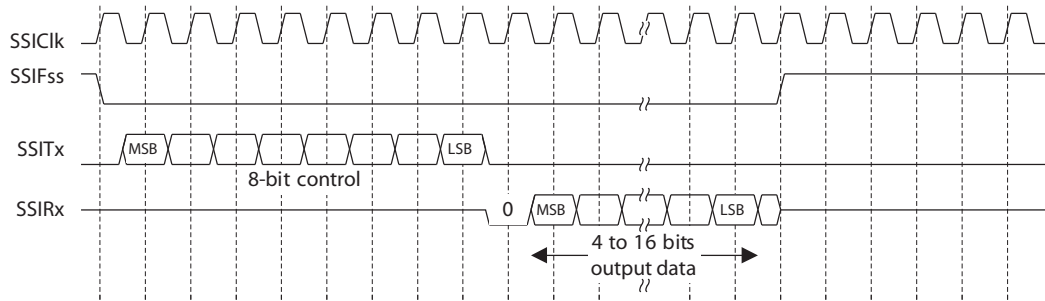 SSIClk
SSIFss
SSITx
MSB
LSB
8-bit control
SSIRx
0
MSB
LSB
4 to 16 bits
output data